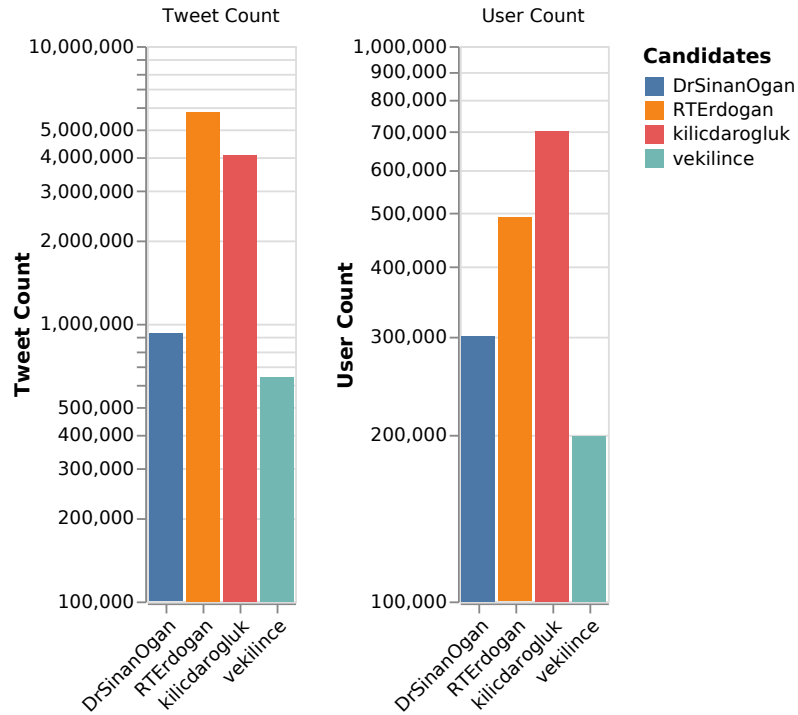 Tweet Count
10,000,000
5,000,000
4,000,000
3,000,000
2,000,000
1,000,000
500,000
400,000
300,000
200,000
100,000
Tweet Count
DrSinanOgan
RTErdogan
kilicdarogluk
vekilince
User Count
1,000,000
900,000
800,000
700,000
600,000
500,000
400,000
300,000
200,000
100,000
User Count
DrSinanOgan
RTErdogan
kilicdarogluk
vekilince
Candidates
DrSinanOgan
RTErdogan
kilicdarogluk
vekilince